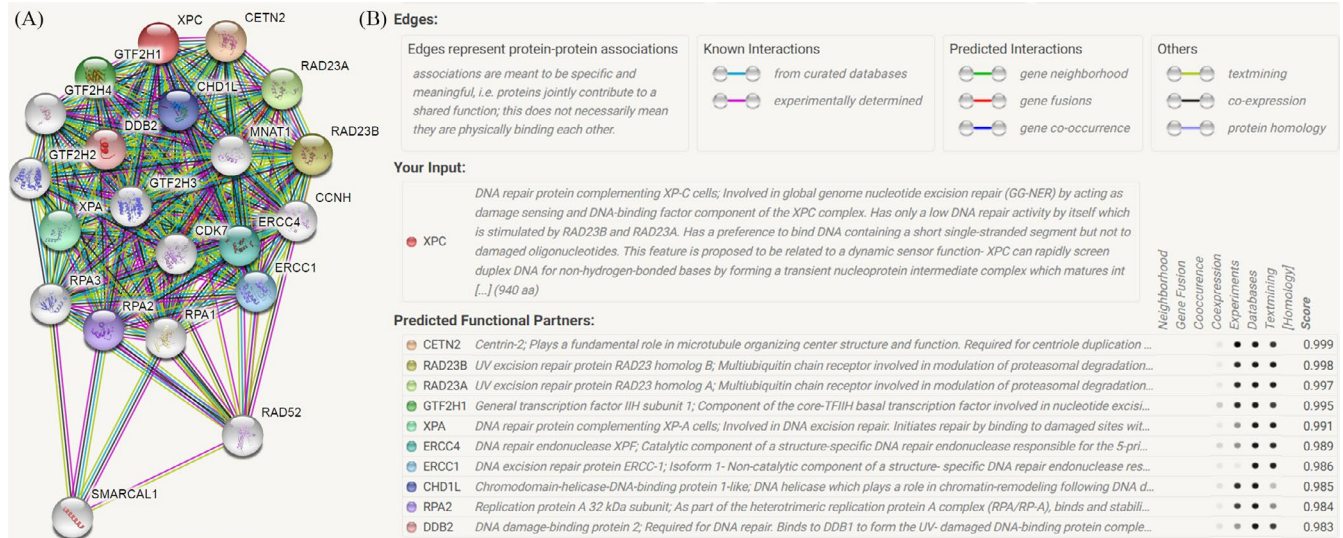 (A)
XPC
CETN2
GTF2H1
RAD23A
GTF2H4
CHD1L
DDB2
MNAT1
RAD23B
GTF2H2
GTF2H3
CCNH
XPA
ERCC4
CDK7
ERCC1
RPA3
RPA2
RPA1
RAD52
SMARCAL1
(B)
Edges:
Edges represent protein-protein associations
associations are meant to be specific and
meaningful, i.e. proteins jointly contribute to
a shared function; this does not necessarily mean
they are physically binding each other.
Known Interactions
from curated databases
experimentally determined
Predicted Interactions
gene neighborhood
gene fusions
gene co-occurrence
Others
textmining
co-expression
protein homology
Your Input:
XPC
DNA repair protein complementing XP-C cells; Involved in global genome nucleotide excision repair (GG-NER) by acting as
damage sensing and DNA-binding factor component of the XPC complex. Has only a low DNA repair activity by itself which
is stimulated by RAD23B and RAD23A. Has a preference to bind DNA containing a short single-stranded segment but not to
damaged oligonucleotides. This feature is proposed to be related to a dynamic sensor function- XPC can rapidly screen
duplex DNA for non-hydrogen-bonded bases by forming a transient nucleoprotein intermediate complex which matures int
[...] (940 aa)
Neighborhood
Gene Fusion
Cooccurrence
Coexpression
Experiments
Databases
Textmining
[Homology]
Score
Predicted Functional Partners:
CETN2 Centrin-2; Plays a fundamental role in microtubule organizing center structure and function. Required for centriole duplication ... 0.999
RAD23B UV excision repair protein RAD23 homolog B; Multiubiquitin chain receptor involved in modulation of proteasomal degradation... 0.998
RAD23A UV excision repair protein RAD23 homolog A; Multiubiquitin chain receptor involved in modulation of proteasomal degradation... 0.997
GTF2H1 General transcription factor IIH subunit 1; Component of the core-TFIIH basal transcription factor involved in nucleotide excisi... 0.995
XPA DNA repair protein complementing XP-A cells; Involved in DNA excision repair. Initiates repair by binding to damaged sites wit... 0.991
ERCC4 DNA repair endonuclease XPF; Catalytic component of a structure-specific DNA repair endonuclease responsible for the 5-pri... 0.989
ERCC1 DNA excision repair protein ERCC-1; Isoform 1- Non-catalytic component of a structure- specific DNA repair endonuclease res... 0.986
CHD1L Chromodomain-helicase-DNA-binding protein 1-like; DNA helicase which plays a role in chromatin-remodeling following DNA d... 0.985
RPA2 Replication protein A 32 kDa subunit; As part of the heterotrimeric replication protein A complex (RPA/RP-A), binds and stabili... 0.984
DDB2 DNA damage-binding protein 2; Required for DNA repair. Binds to DDB1 to form the UV- damaged DNA-binding protein comple... 0.983